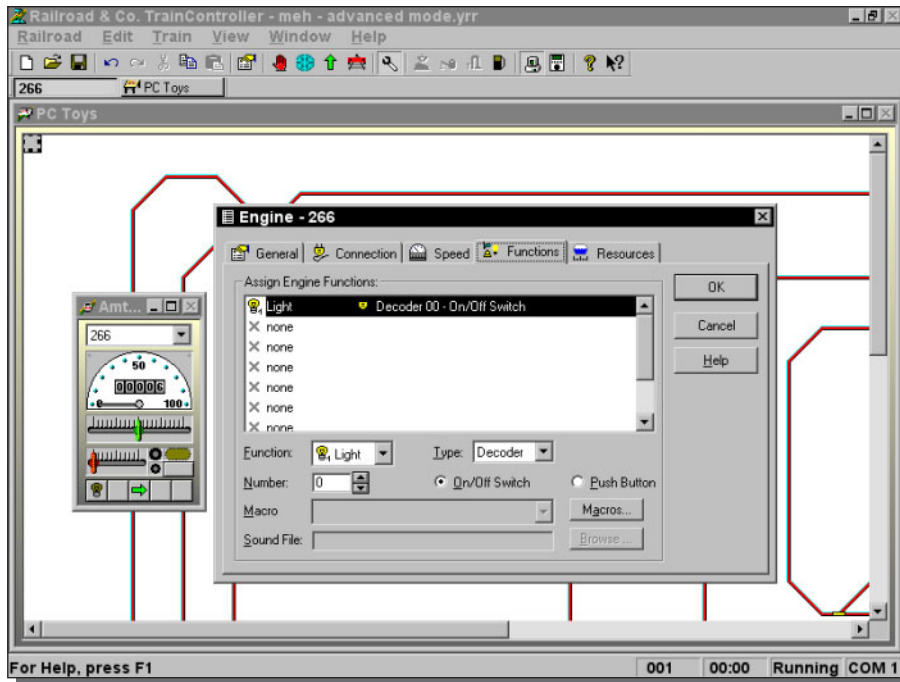 Railroad & Co. TrainController - meh - advanced mode.yrr
Railroad Edit Train View Window Help
266 PC Toys
PC Toys
Engine - 266
General Connection Speed Functions Resources
Assign Engine Functions:
Light Decoder 00 - On/Off Switch
none
none
none
none
none
none
OK
Cancel
Help
Function: Light Type: Decoder
Number: 0 On/Off Switch Push Button
Macro Macros...
Sound File: Browse ...
Amt...
266
50
00006
0 100
For Help, press F1 001 00:00 Running COM 1